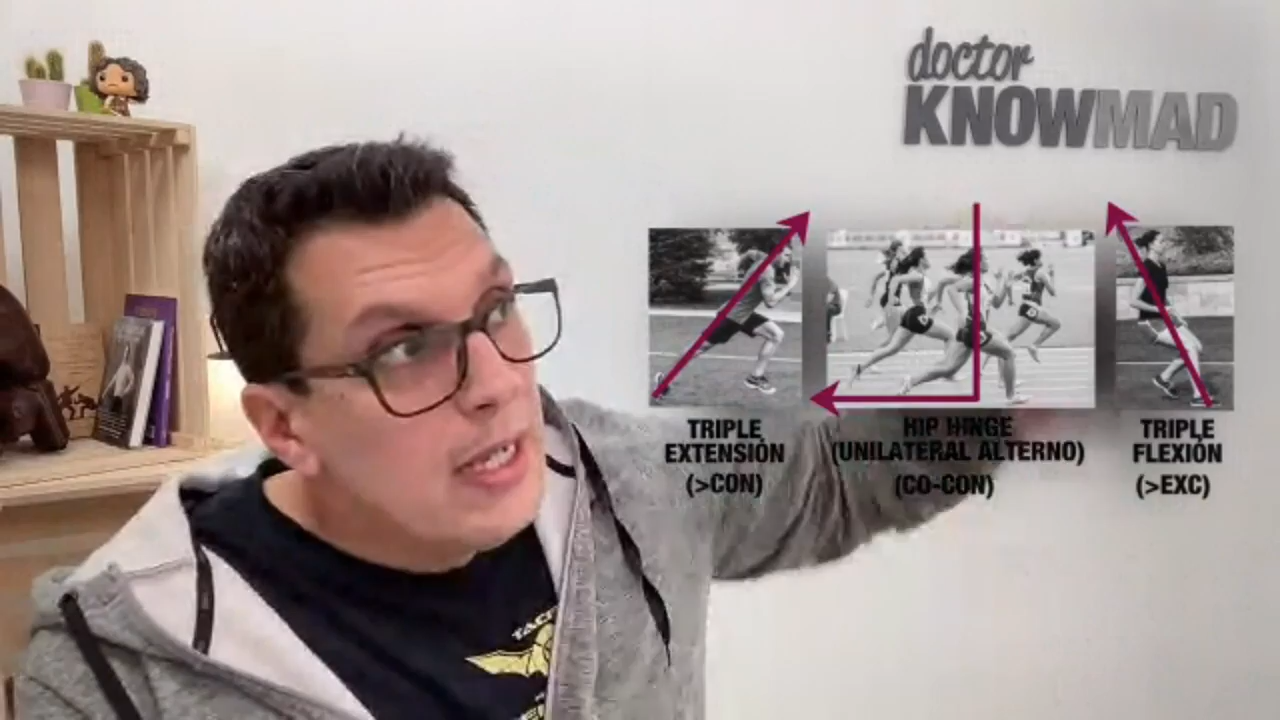 doctor
KNOWMAD
TRIPLE
EXTENSIÓN
(>CON)
HIP HINGE
(UNILATERAL ALTERNO)
(CO-CON)
TRIPLE
FLEXIÓN
(>EXC)